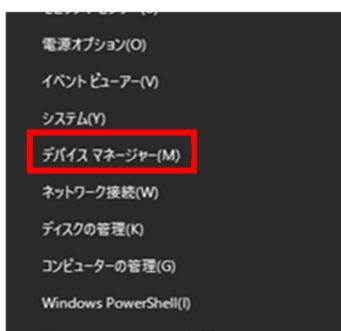 電源オプション(O)
イベント ビューアー(V)
システム(Y)
デバイス マネージャー(M)
ネットワーク接続(W)
ディスクの管理(K)
コンピューターの管理(G)
Windows PowerShell(I)